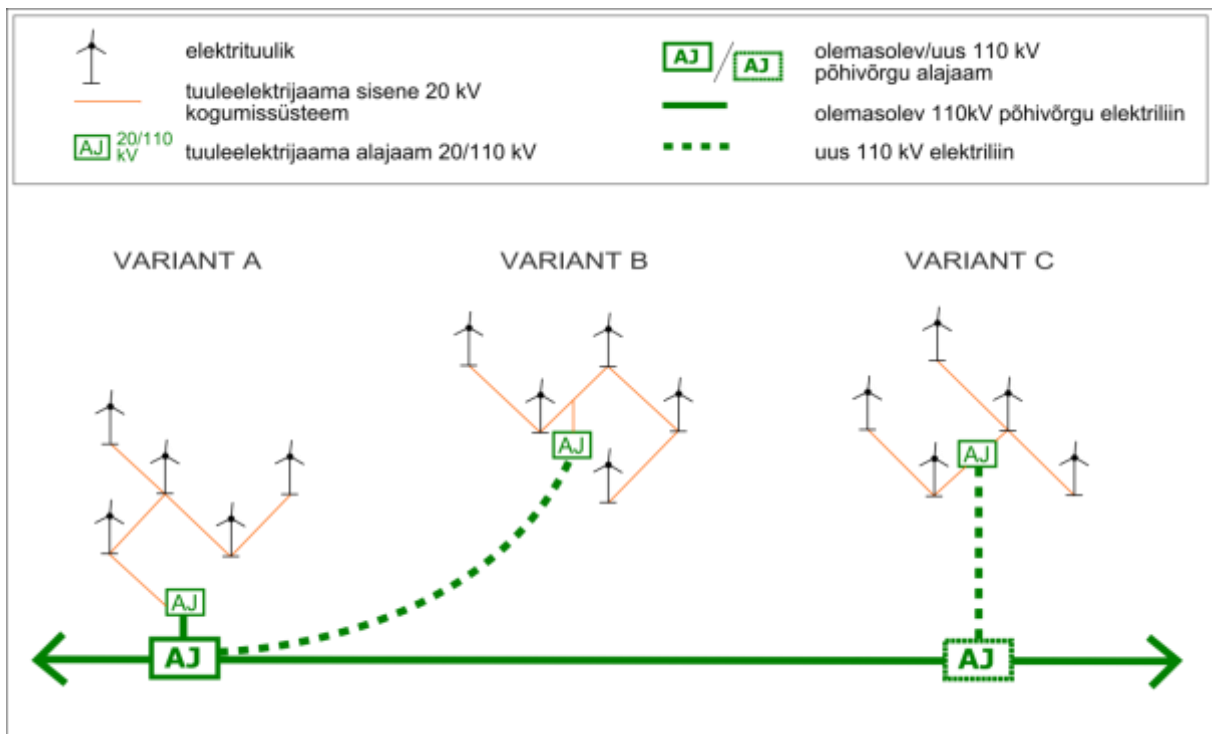 elektrituulik
tuuleelektrijaama sisene 20 kV
kogumissüsteem
AJ 20/110
kV
tuuleelektrijaama alajaam 20/110 kV
AJ / AJ
olemasolev/uus 110 kV
põhivõrgu alajaam
olemasolev 110kV põhivõrgu elektriliin
uus 110 kV elektriliin
VARIANT A
VARIANT B
VARIANT C
AJ
AJ
AJ
AJ
AJ